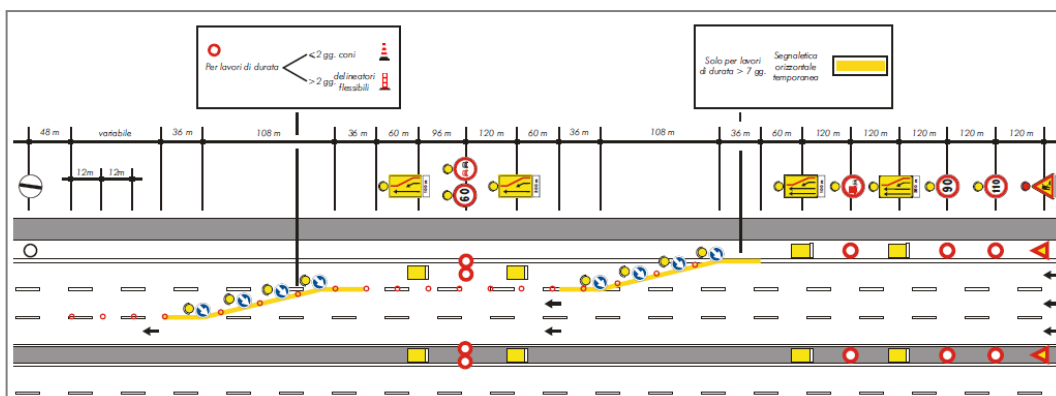 Per lavori di durata
<2 gg. coni
>2 gg. delineatori
flessibili
Solo per lavori
di durata > 7 gg.
Segnaletica
orizzontale
temporanea
48 m variabile 36 m 108 m 36 m 60 m 96 m 120 m 60 m 36 m 108 m 36 m 60 m 120 m 120 m 120 m 120 m 120 m
12m 12m
60
90
110